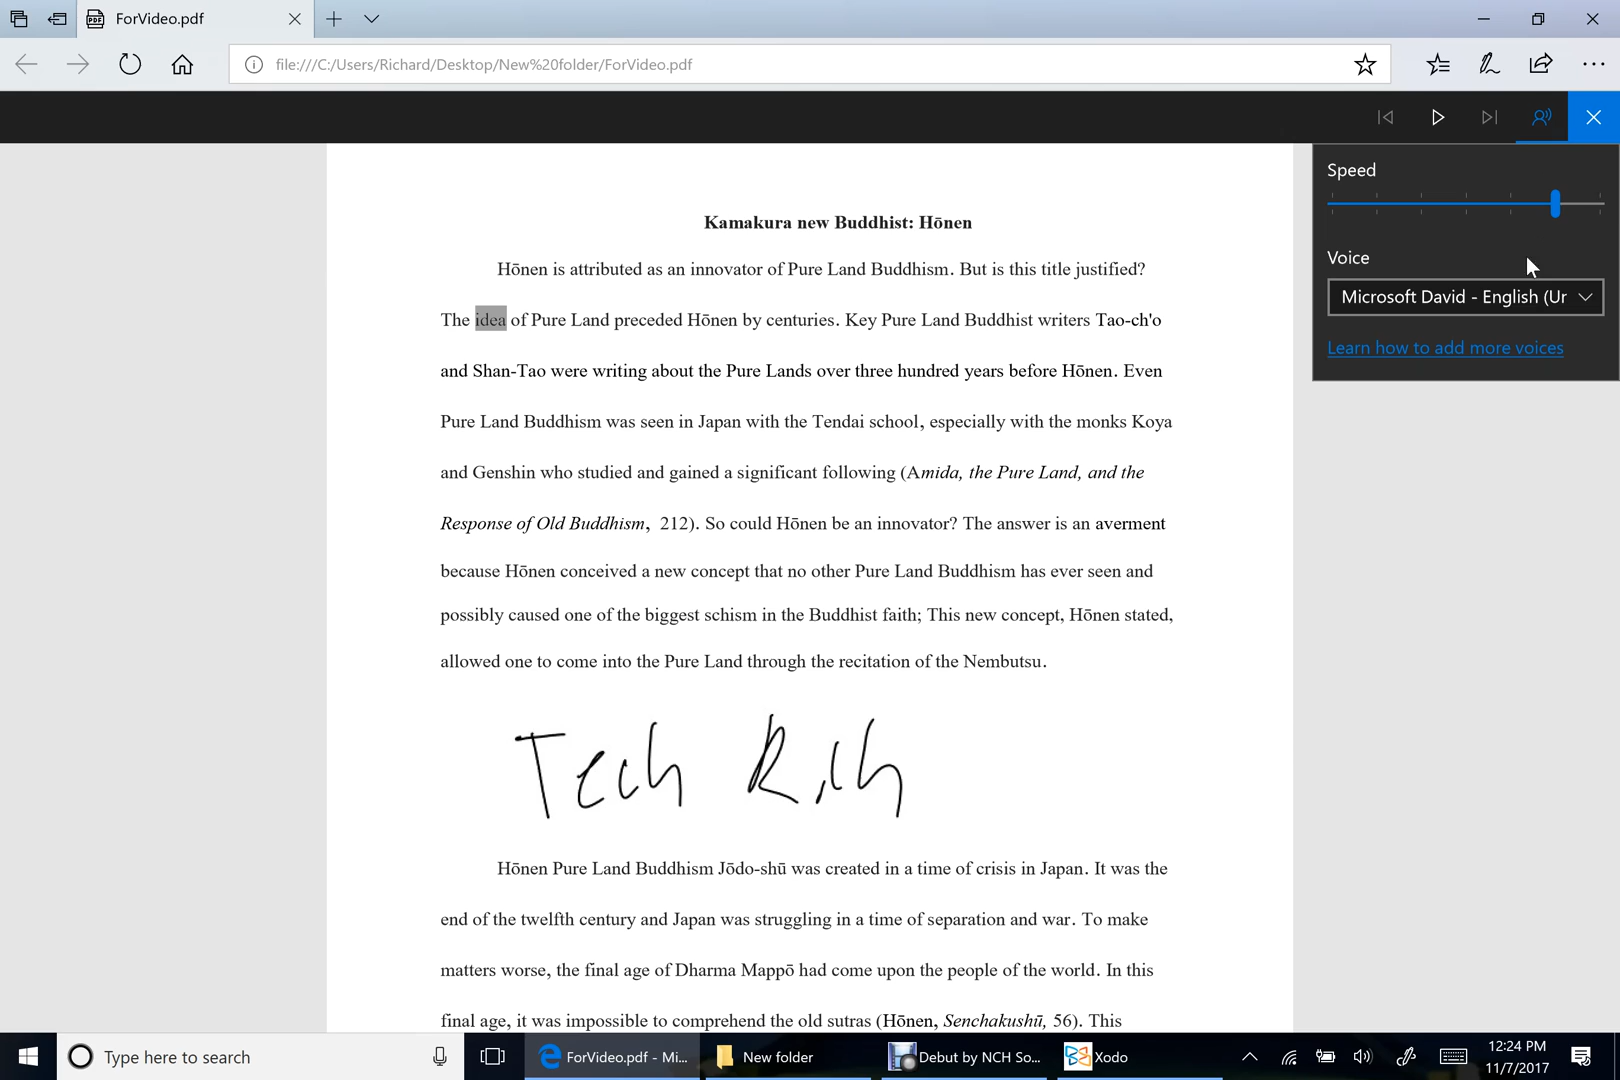 ForVideo.pdf
file:///C:/Users/Richard/Desktop/New%20folder/ForVideo.pdf
Speed
Voice
Microsoft David - English (Ur
Learn how to add more voices
Kamakura new Buddhist: Hōnen
Hōnen is attributed as an innovator of Pure Land Buddhism. But is this title justified?
The idea of Pure Land preceded Hōnen by centuries. Key Pure Land Buddhist writers Tao-ch'o
and Shan-Tao were writing about the Pure Lands over three hundred years before Hōnen. Even
Pure Land Buddhism was seen in Japan with the Tendai school, especially with the monks Koya
and Genshin who studied and gained a significant following (Amida, the Pure Land, and the
Response of Old Buddhism, 212). So could Hōnen be an innovator? The answer is an averment
because Hōnen conceived a new concept that no other Pure Land Buddhism has ever seen and
possibly caused one of the biggest schism in the Buddhist faith; This new concept, Hōnen stated,
allowed one to come into the Pure Land through the recitation of the Nembutsu.
Tech Rich
Hōnen Pure Land Buddhism Jōdo-shū was created in a time of crisis in Japan. It was the
end of the twelfth century and Japan was struggling in a time of separation and war. To make
matters worse, the final age of Dharma Mappō had come upon the people of the world. In this
final age, it was impossible to comprehend the old sutras (Hōnen, Senchakushū, 56). This
Type here to search
ForVideo.pdf - Mi...
New folder
Debut by NCH So...
Xodo
12:24 PM
11/7/2017